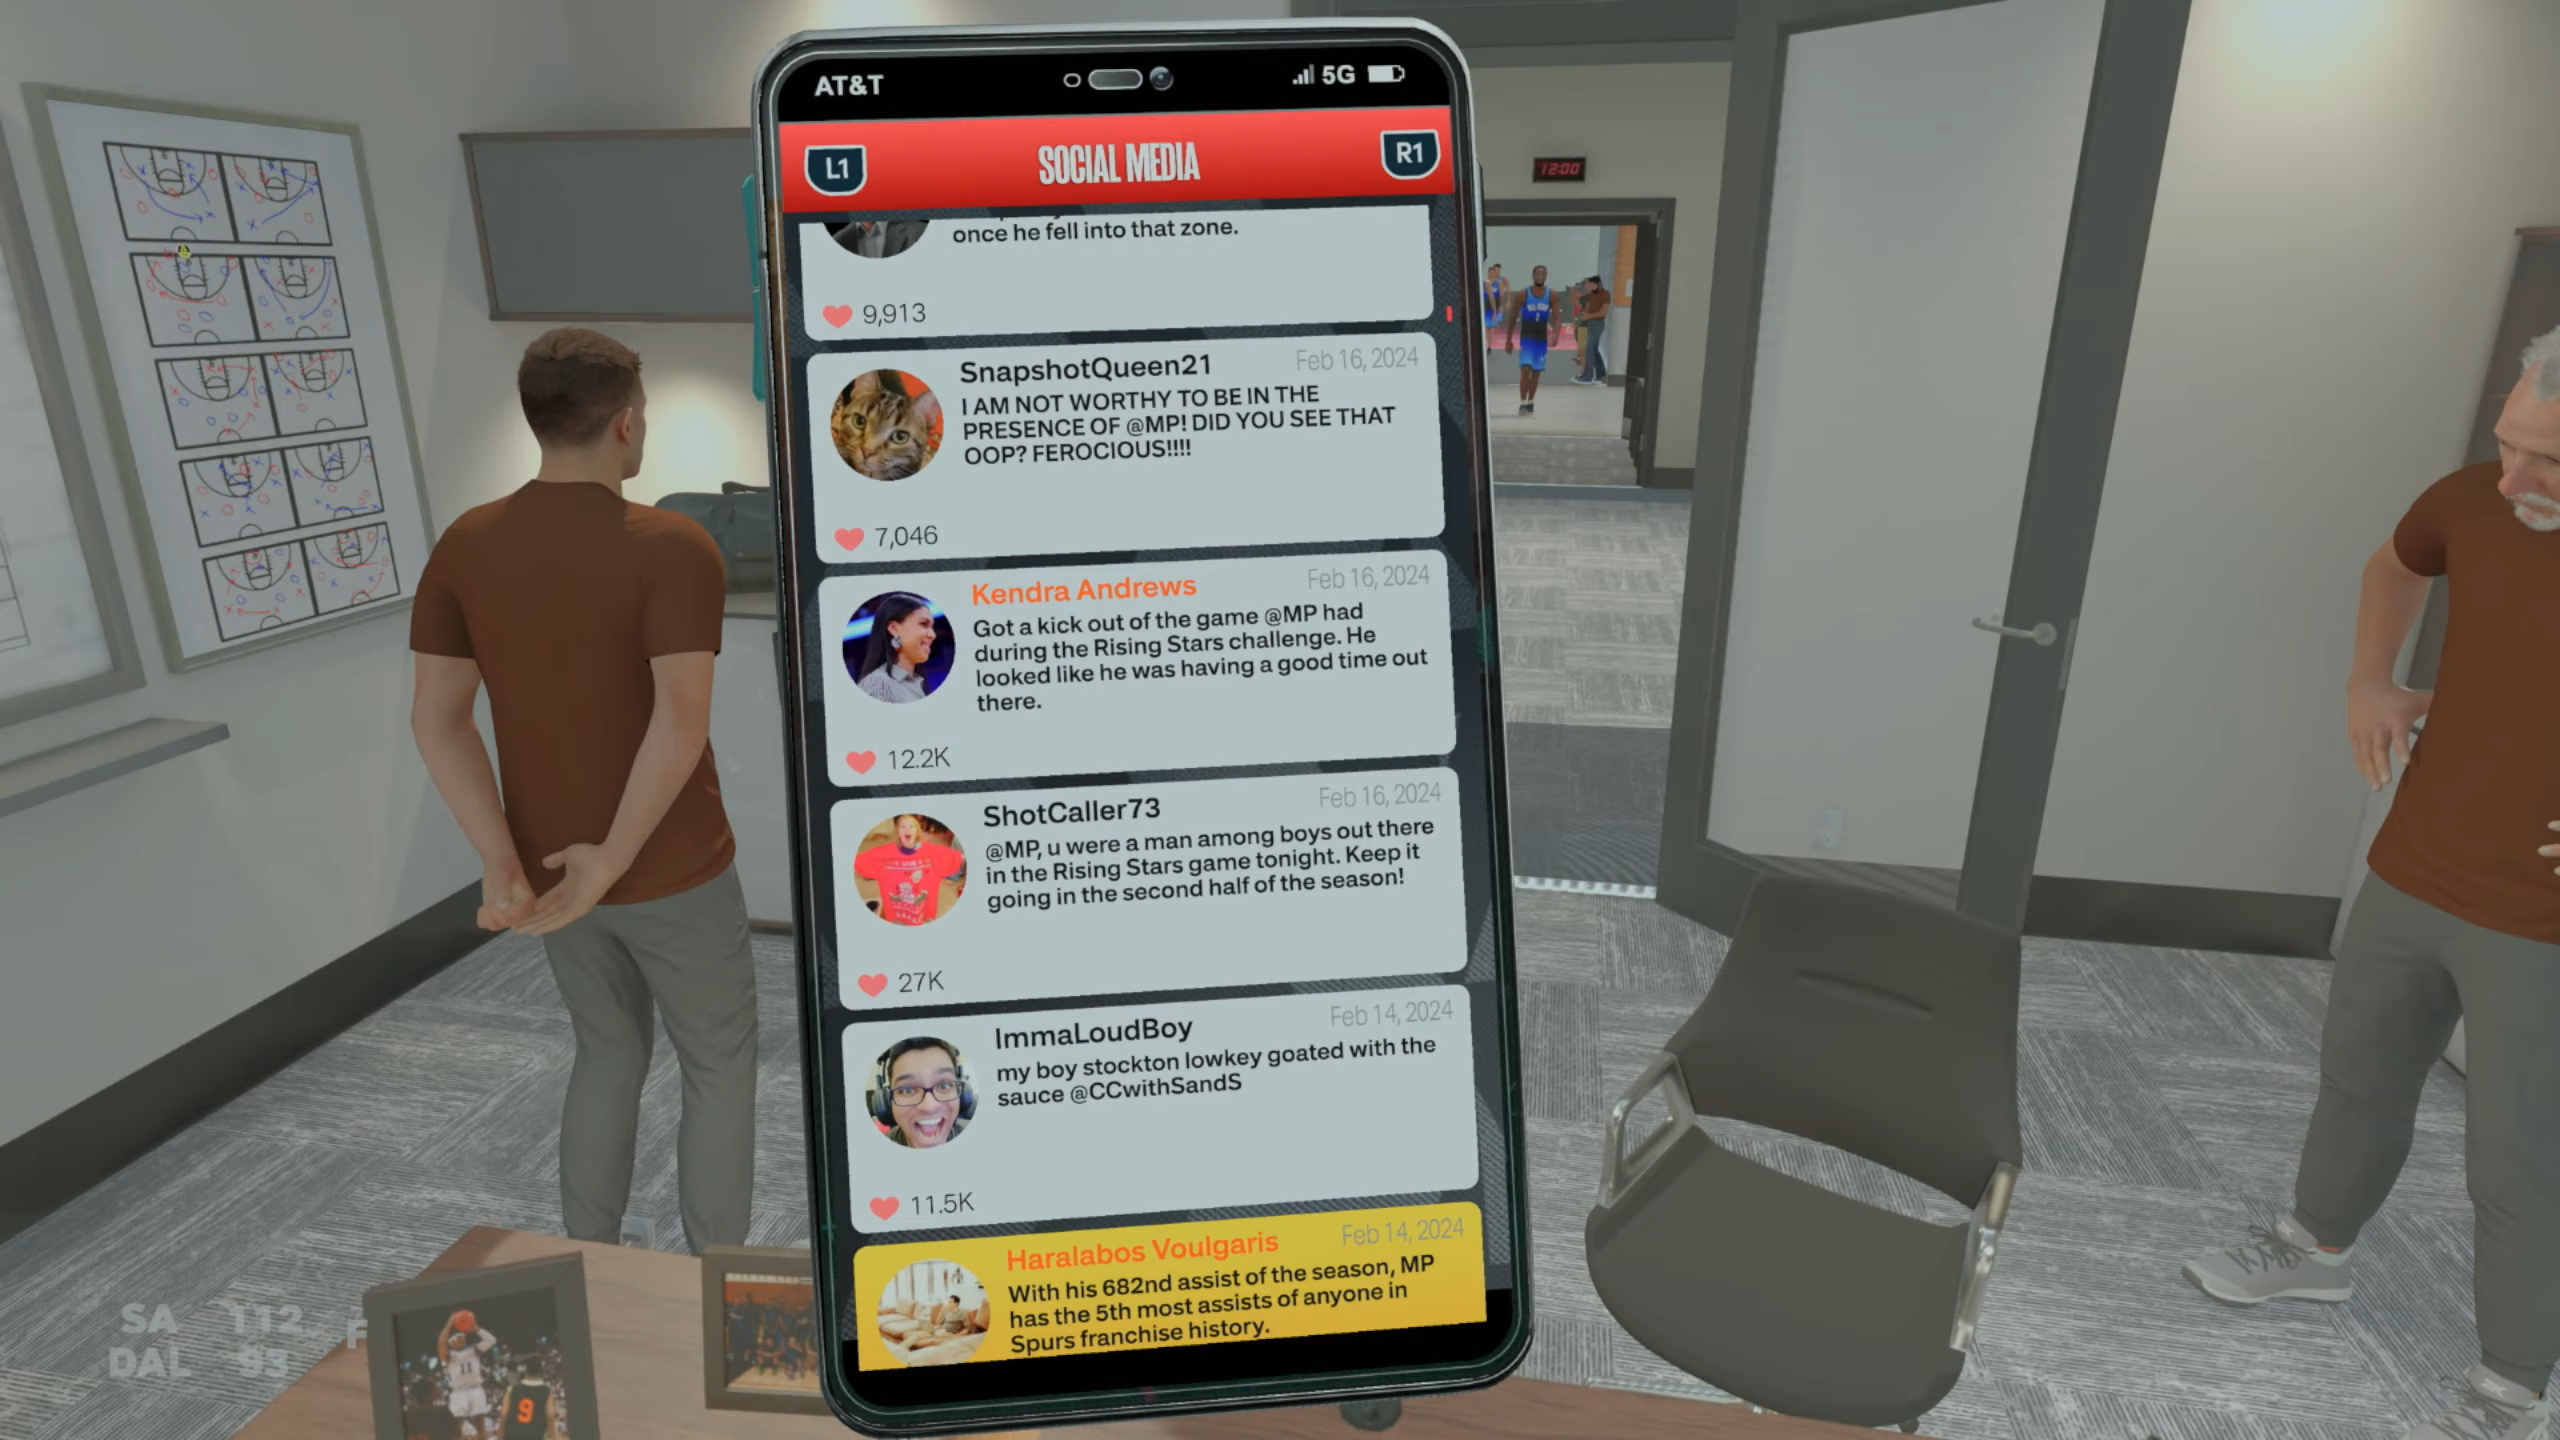 AT&T
5G
L1
SOCIAL MEDIA
R1
12:00
once he fell into that zone.
9,913
SnapshotQueen21
Feb 16, 2024
I AM NOT WORTHY TO BE IN THE
PRESENCE OF @MP! DID YOU SEE THAT
OOP? FEROCIOUS!!!!
7,046
Kendra Andrews
Feb 16, 2024
Got a kick out of the game @MP had
during the Rising Stars challenge. He
looked like he was having a good time out
there.
12.2K
ShotCaller73
Feb 16, 2024
@MP, u were a man among boys out there
in the Rising Stars game tonight. Keep it
going in the second half of the season!
27K
ImmaLoudBoy
Feb 14, 2024
my boy stockton lowkey goated with the
sauce @CCwithSandS
11.5K
Haralabos Voulgaris
Feb 14, 2024
With his 682nd assist of the season, MP
has the 5th most assists of anyone in
Spurs franchise history.
SA 112 F
DAL 93
11
9